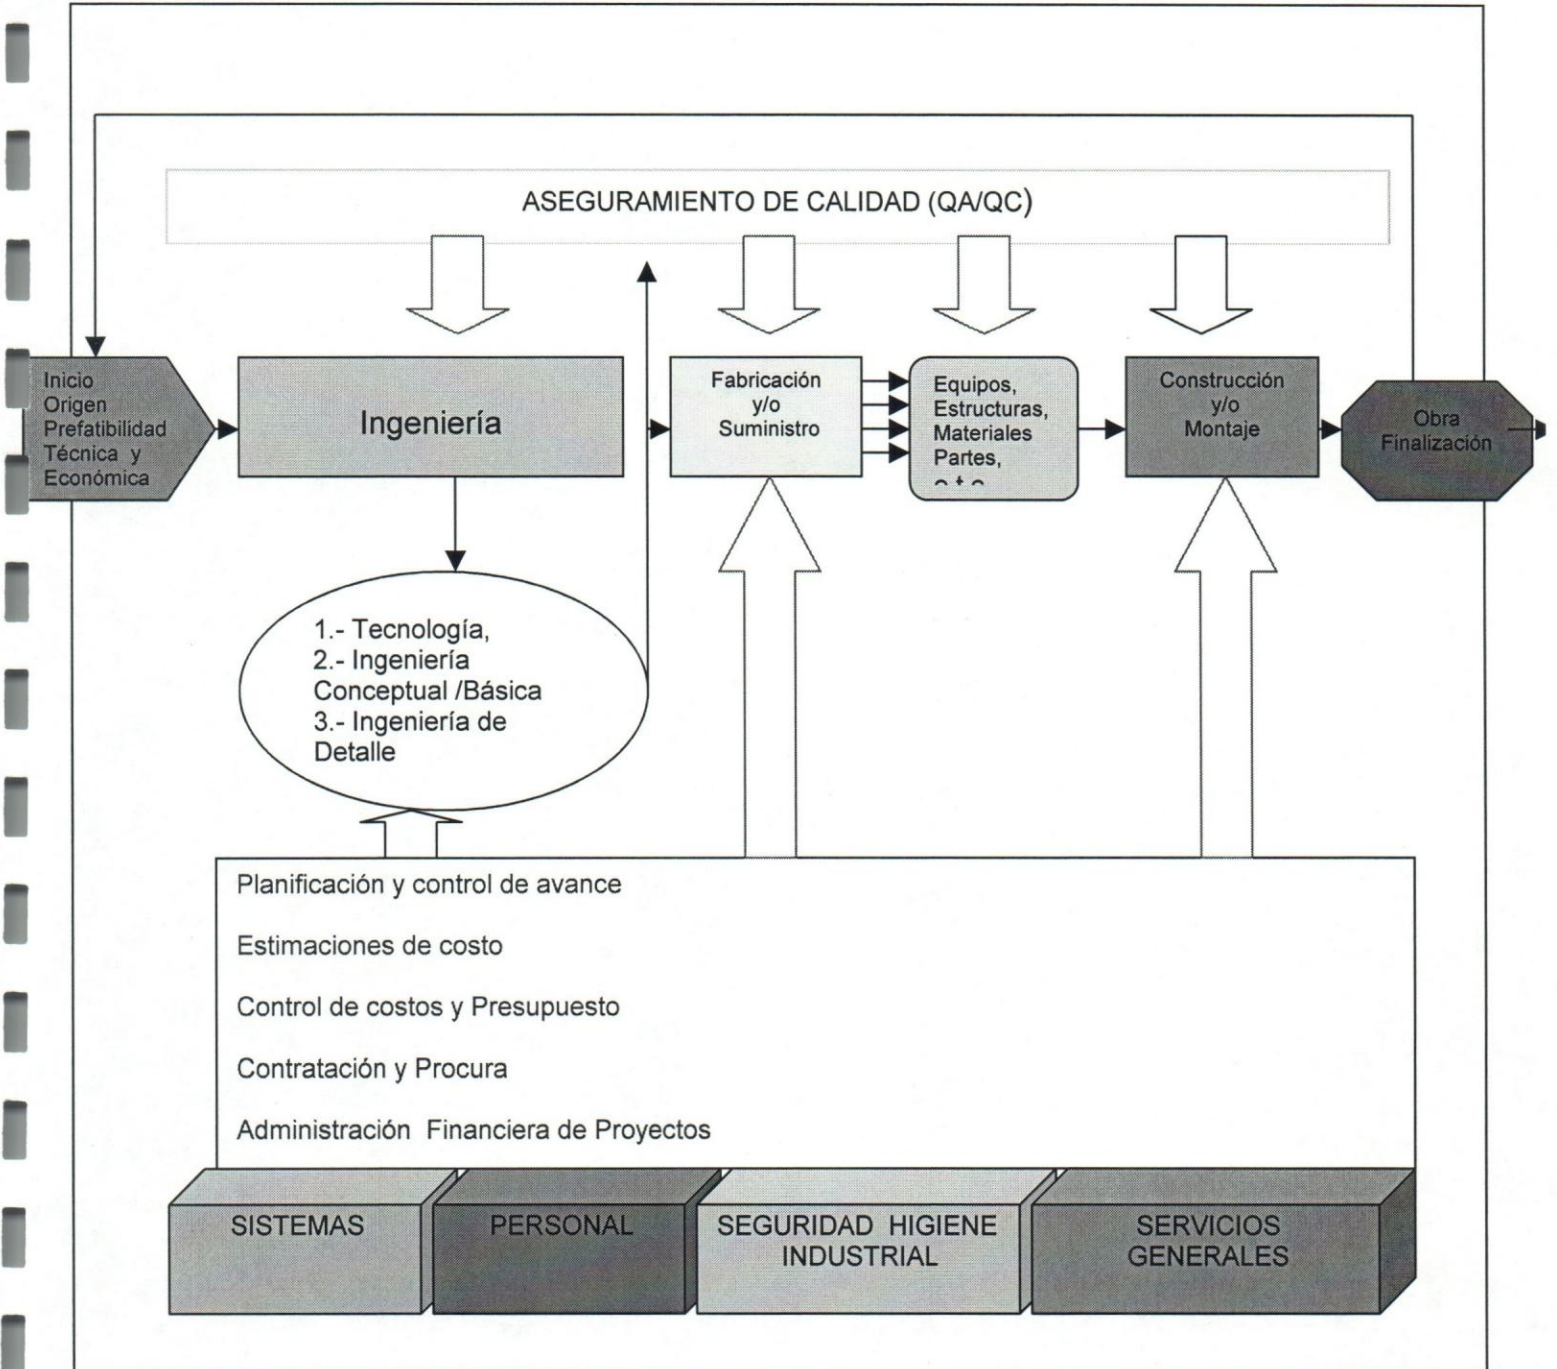 ASEGURAMIENTO DE CALIDAD (QA/QC)
Inicio
Origen
Prefatibilidad
Técnica y
Económica
Ingeniería
Fabricación
y/o
Suministro
Equipos,
Estructuras,
Materiales
Partes,
Construcción
y/o
Montaje
Obra
Finalización
1.- Tecnología,
2.- Ingeniería
Conceptual /Básica
3.- Ingeniería de
Detalle
Planificación y control de avance
Estimaciones de costo
Control de costos y Presupuesto
Contratación y Procura
Administración Financiera de Proyectos
SISTEMAS
PERSONAL
SEGURIDAD HIGIENE
INDUSTRIAL
SERVICIOS
GENERALES